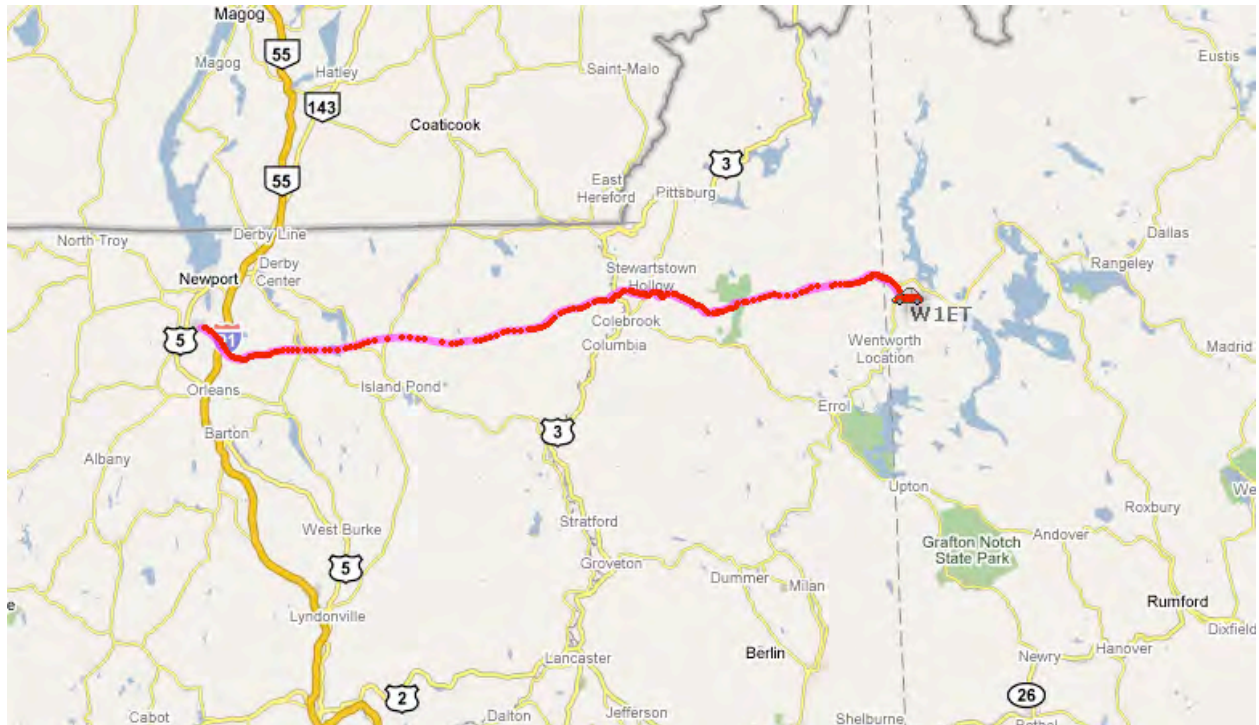 Magog
Eustis
55
Magog
Hatley
Saint-Malo
143
Coaticook
3
55
East
Hereford
Pittsburg
Derby Line
North Troy
Dallas
Derby
Center
Newport
Rangeley
Stewartstown
Hollow
W1ET
5
91
Colebrook
Columbia
Wentworth
Location
Madrid
Orleans
Island Pond
Errol
Barton
3
Albany
Upton
West Burke
Stratford
Roxbury
Andover
Grafton Notch
State Park
5
Groveton
Dummer
Milan
Rumford
Lyndonville
Dixfield
Berlin
Hanover
Lancaster
Newry
2
26
Cabot
Dalton
Jefferson
Shelburne